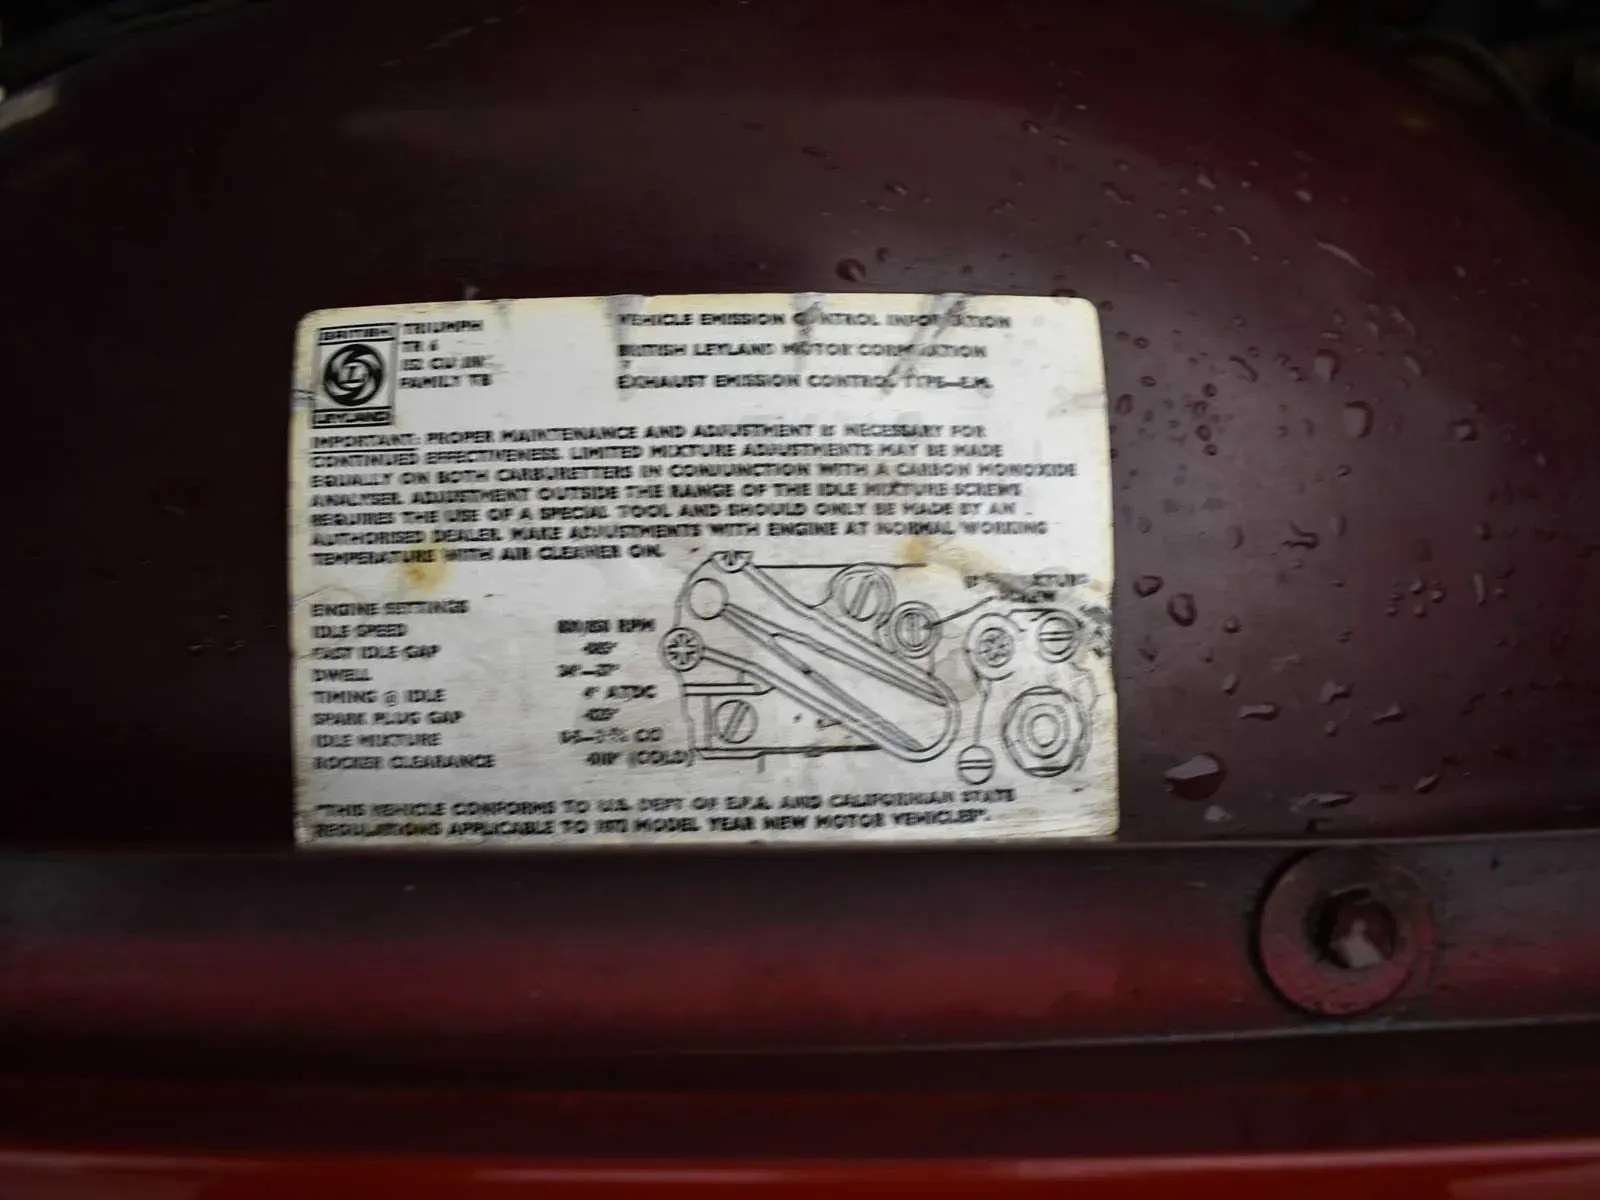 BRITISH
LEYLAND
TRIUMPH
TR 6
152 CU IN
FAMILY TB
VEHICLE EMISSION CONTROL INFORMATION
BRITISH LEYLAND MOTOR CORPORATION
EXHAUST EMISSION CONTROL TYPE—E.M.
IMPORTANT: PROPER MAINTENANCE AND ADJUSTMENT IS NECESSARY FOR
CONTINUED EFFECTIVENESS. LIMITED MIXTURE ADJUSTMENTS MAY BE MADE
EQUALLY ON BOTH CARBURETTERS IN CONJUNCTION WITH A CARBON MONOXIDE
ANALYSER. ADJUSTMENT OUTSIDE THE RANGE OF THE IDLE MIXTURE SCREWS
REQUIRES THE USE OF A SPECIAL TOOL AND SHOULD ONLY BE MADE BY AN
AUTHORISED DEALER. MAKE ADJUSTMENTS WITH ENGINE AT NORMAL WORKING
TEMPERATURE WITH AIR CLEANER ON.
SCREW
ENGINE SETTINGS
IDLE SPEED 800/850 RPM
FAST IDLE GAP
DWELL
TIMING @ IDLE 4° ATDC
SPARK PLUG GAP ·025"
IDLE MIXTURE CO
ROCKER CLEARANCE ·010" (COLD)
"THIS VEHICLE CONFORMS TO U.S. DEPT OF E.P.A. AND CALIFORNIAN STATE
REGULATIONS APPLICABLE TO MODEL YEAR NEW MOTOR VEHICLES".